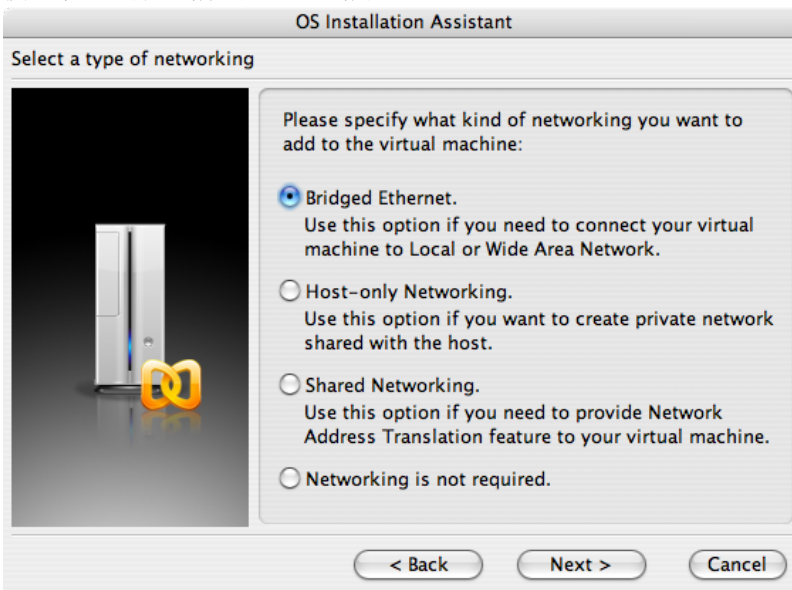 OS Installation Assistant
Select a type of networking
Please specify what kind of networking you want to
add to the virtual machine:
Bridged Ethernet.
Use this option if you need to connect your virtual
machine to Local or Wide Area Network.
Host-only Networking.
Use this option if you want to create private network
shared with the host.
Shared Networking.
Use this option if you need to provide Network
Address Translation feature to your virtual machine.
Networking is not required.
< Back
Next >
Cancel